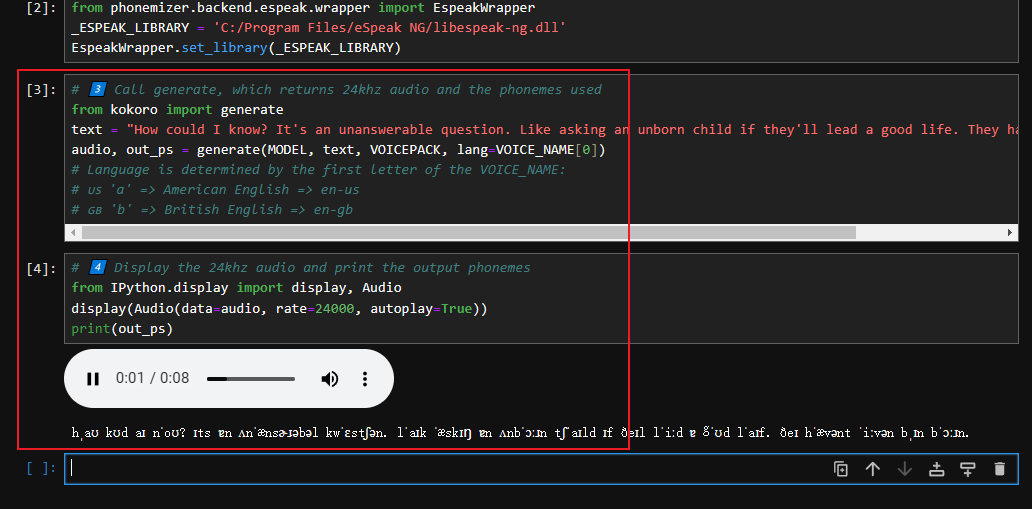 [2]: from phonemizer.backend.espeak.wrapper import EspeakWrapper
_ESPEAK_LIBRARY = 'C:/Program Files/eSpeak NG/libespeak-ng.dll'
EspeakWrapper.set_library(_ESPEAK_LIBRARY)
[3]: # 3️⃣ Call generate, which returns 24khz audio and the phonemes used
from kokoro import generate
text = "How could I know? It's an unanswerable question. Like asking an unborn child if they'll lead a good life. They ha
audio, out_ps = generate(MODEL, text, VOICEPACK, lang=VOICE_NAME[0])
# Language is determined by the first letter of the VOICE_NAME:
# 🇺🇸 'a' => American English => en-us
# 🇬🇧 'b' => British English => en-gb
[4]: # 4️⃣ Display the 24khz audio and print the output phonemes
from IPython.display import display, Audio
display(Audio(data=audio, rate=24000, autoplay=True))
print(out_ps)
0:01 / 0:08
hˌaʊ kʊd aɪ nˈoʊ? ɪts ɐn ʌnˈænsɚɹəbəl kwˈɛstʃən. lˈaɪk ˈæskɪŋ ɐn ʌnbˈɔːɹn tʃˈaɪld ɪf ðeɪl lˈiːd ɐ ɡˈʊd lˈaɪf. ðeɪ hˈævənt ˈiːvən bˌɪn bˈɔːɹn.
[ ]: